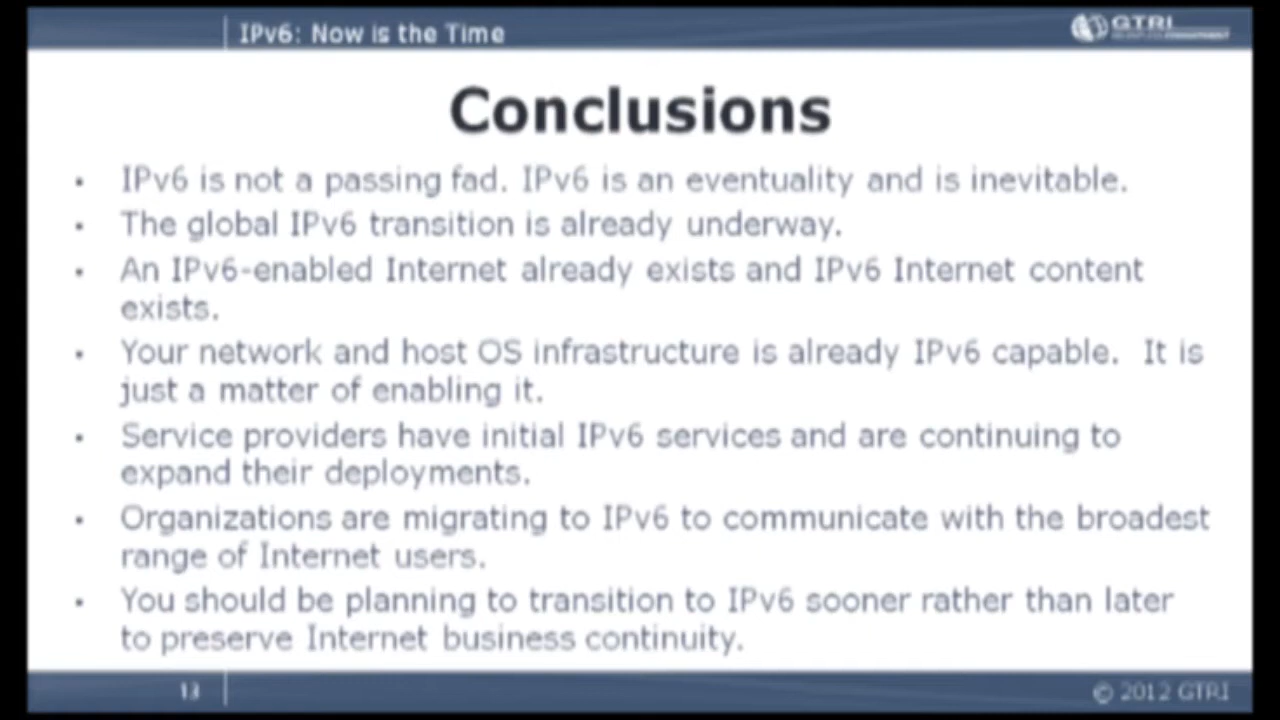 IPv6: Now is the Time
GTRI
Conclusions
• IPv6 is not a passing fad. IPv6 is an eventuality and is inevitable.
• The global IPv6 transition is already underway.
• An IPv6-enabled Internet already exists and IPv6 Internet content
exists.
• Your network and host OS infrastructure is already IPv6 capable.  It is
just a matter of enabling it.
• Service providers have initial IPv6 services and are continuing to
expand their deployments.
• Organizations are migrating to IPv6 to communicate with the broadest
range of Internet users.
• You should be planning to transition to IPv6 sooner rather than later
to preserve Internet business continuity.
13
© 2012 GTRI